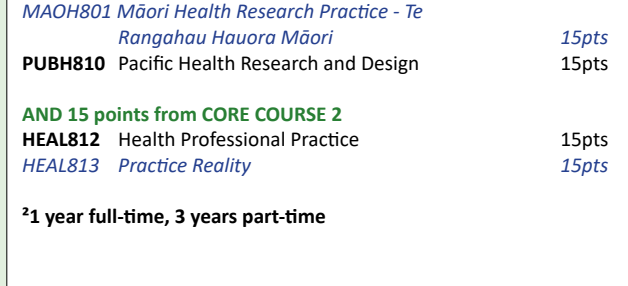 MAOH801 Māori Health Research Practice - Te
Rangahau Hauora Māori 15pts
PUBH810 Pacific Health Research and Design 15pts
AND 15 points from CORE COURSE 2
HEAL812 Health Professional Practice 15pts
HEAL813 Practice Reality 15pts
²1 year full-time, 3 years part-time